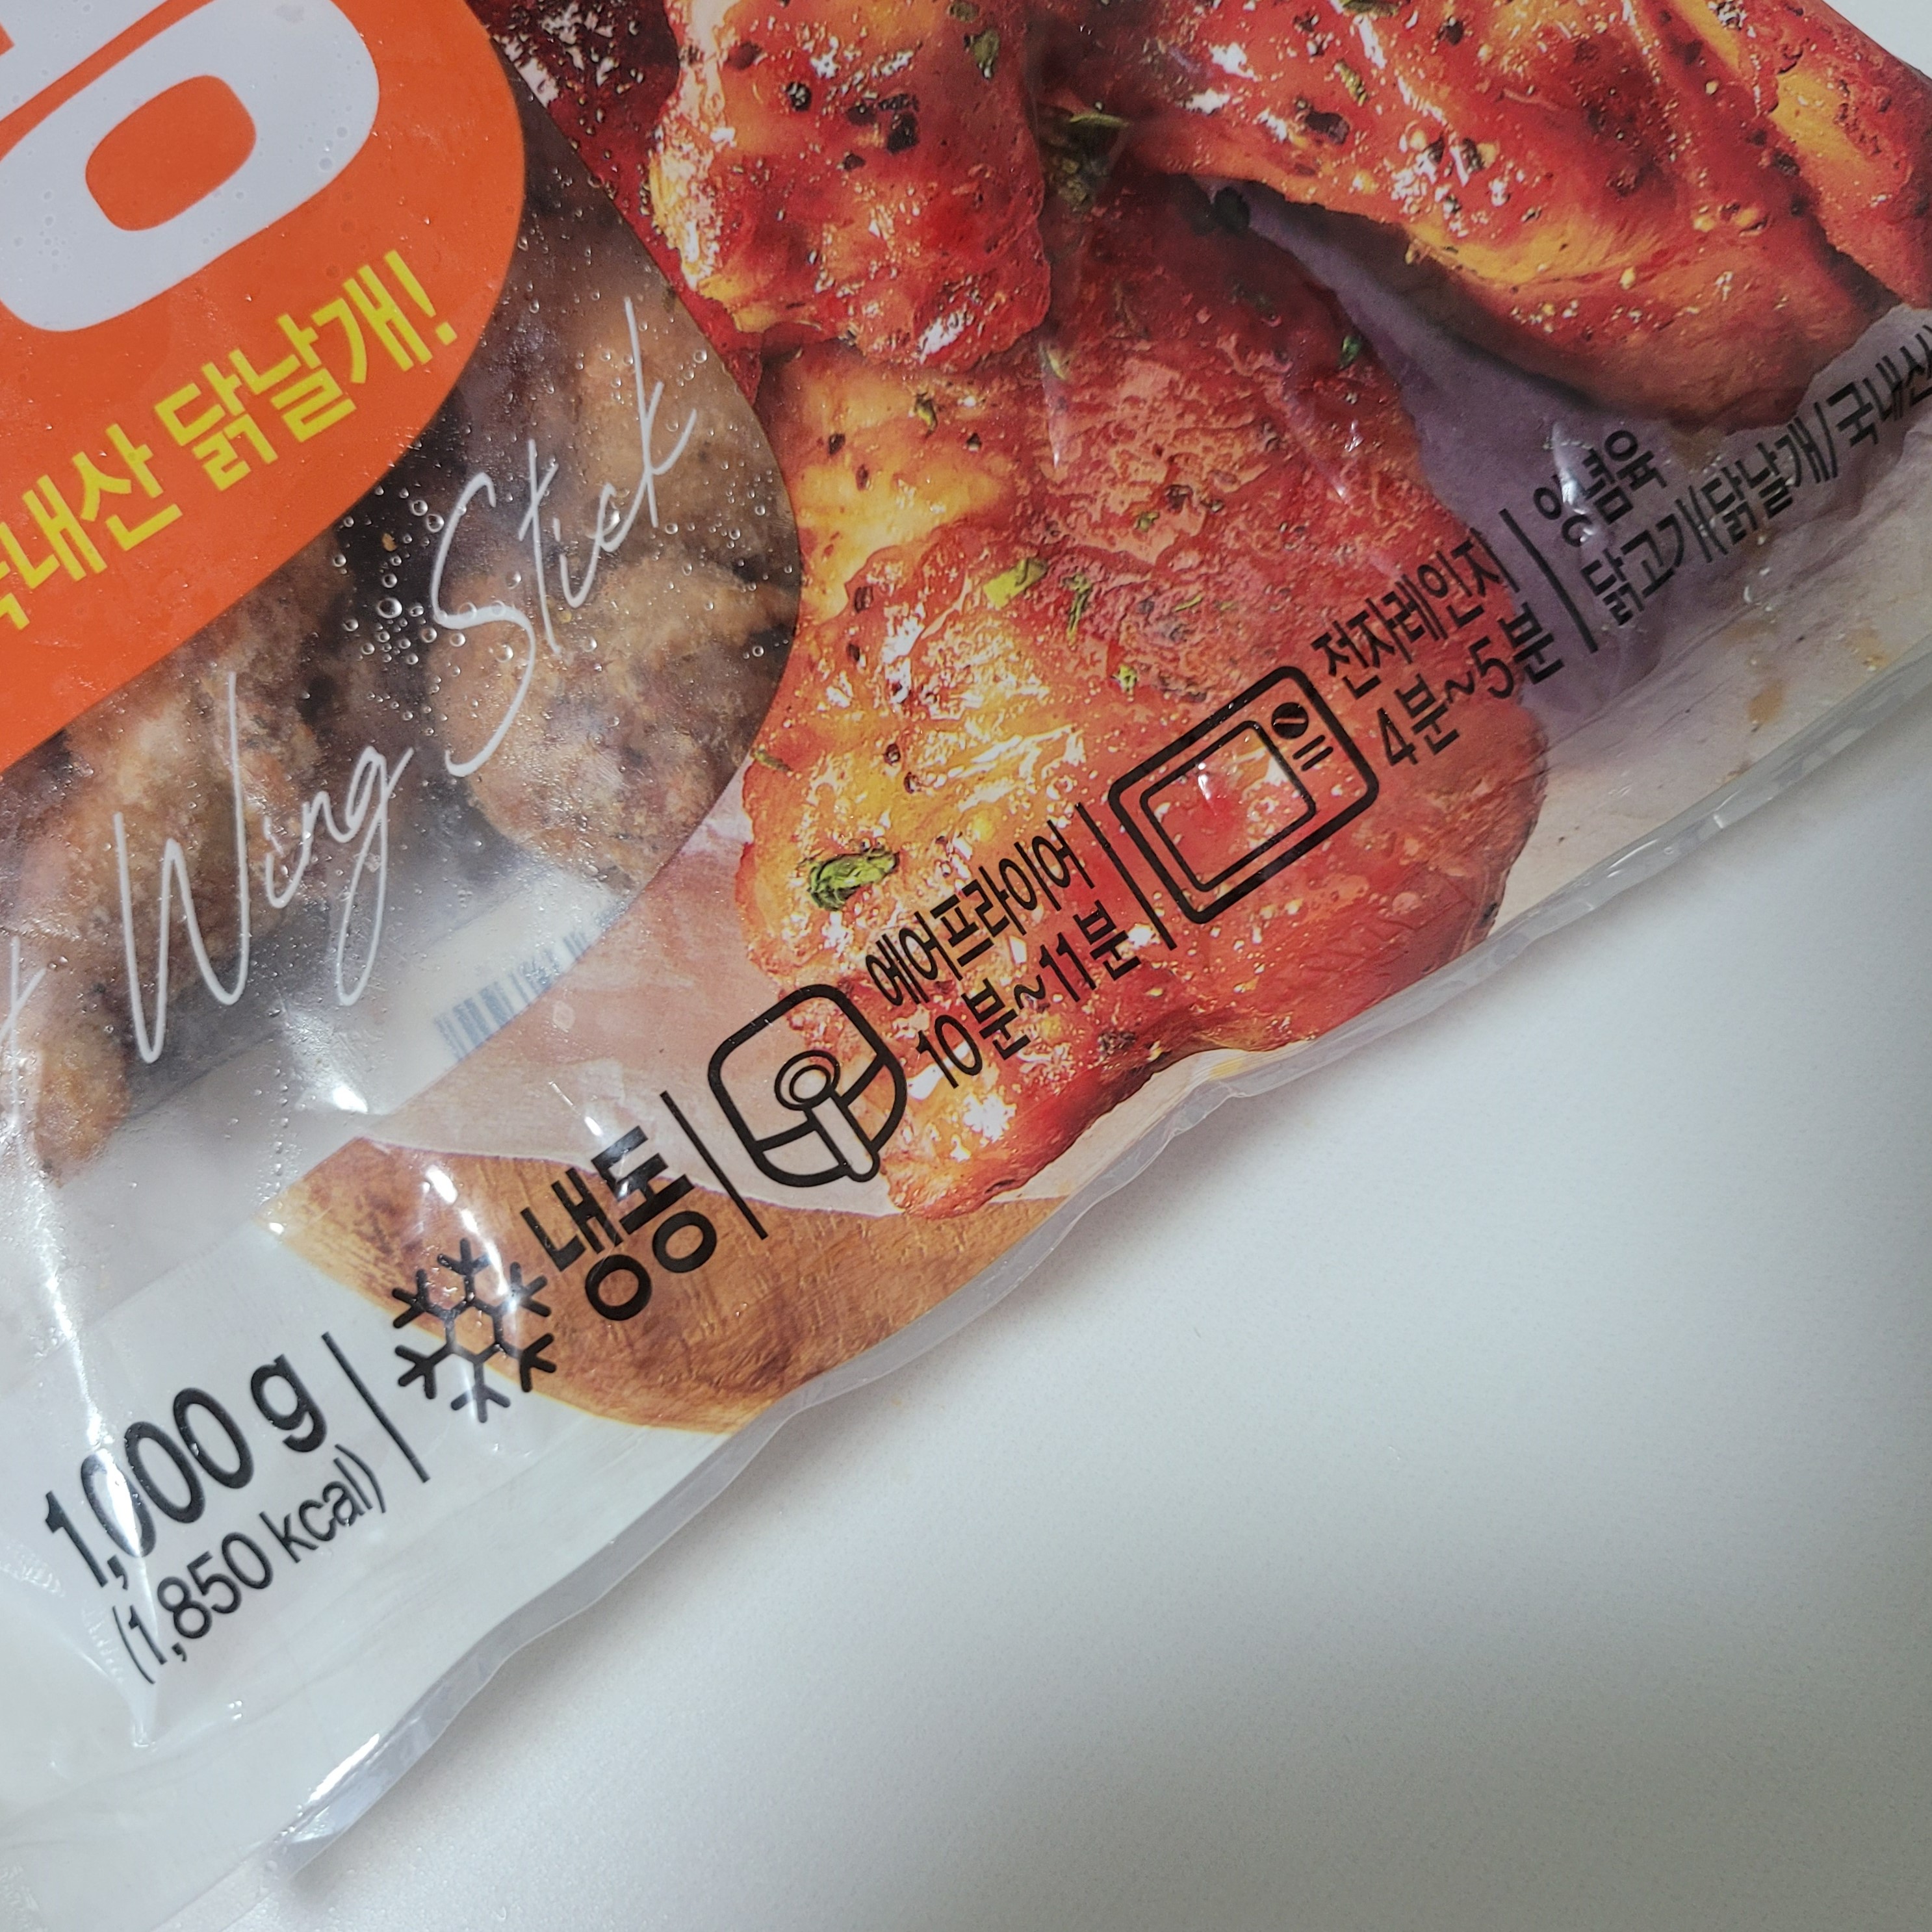 국내산 닭날개!
Wing Stick
1,000 g
(1,850 kcal)
냉동
에어프라이어
10분~11분
전자레인지
4분~5분
양념육
닭고기(닭날개/국내산)